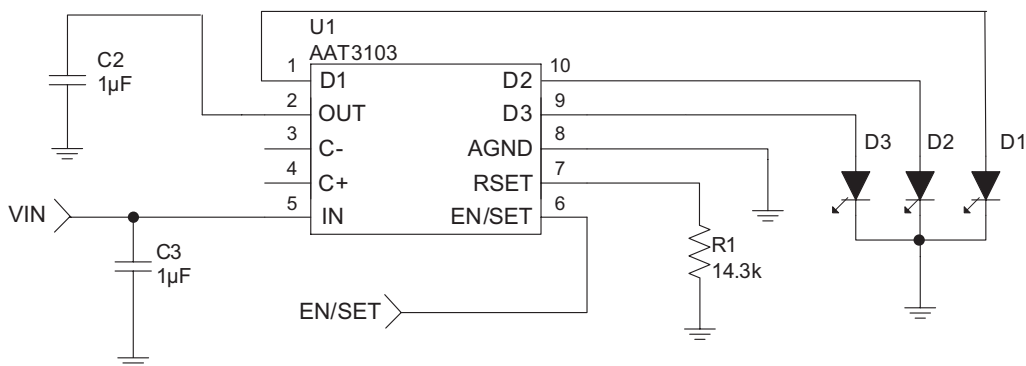 U1
AAT3103
C2
1µF
1
D1
D2
10
2
OUT
D3
9
3
C-
AGND
8
4
C+
RSET
7
5
IN
EN/SET
6
VIN
C3
1µF
EN/SET
R1
14.3k
D3
D2
D1